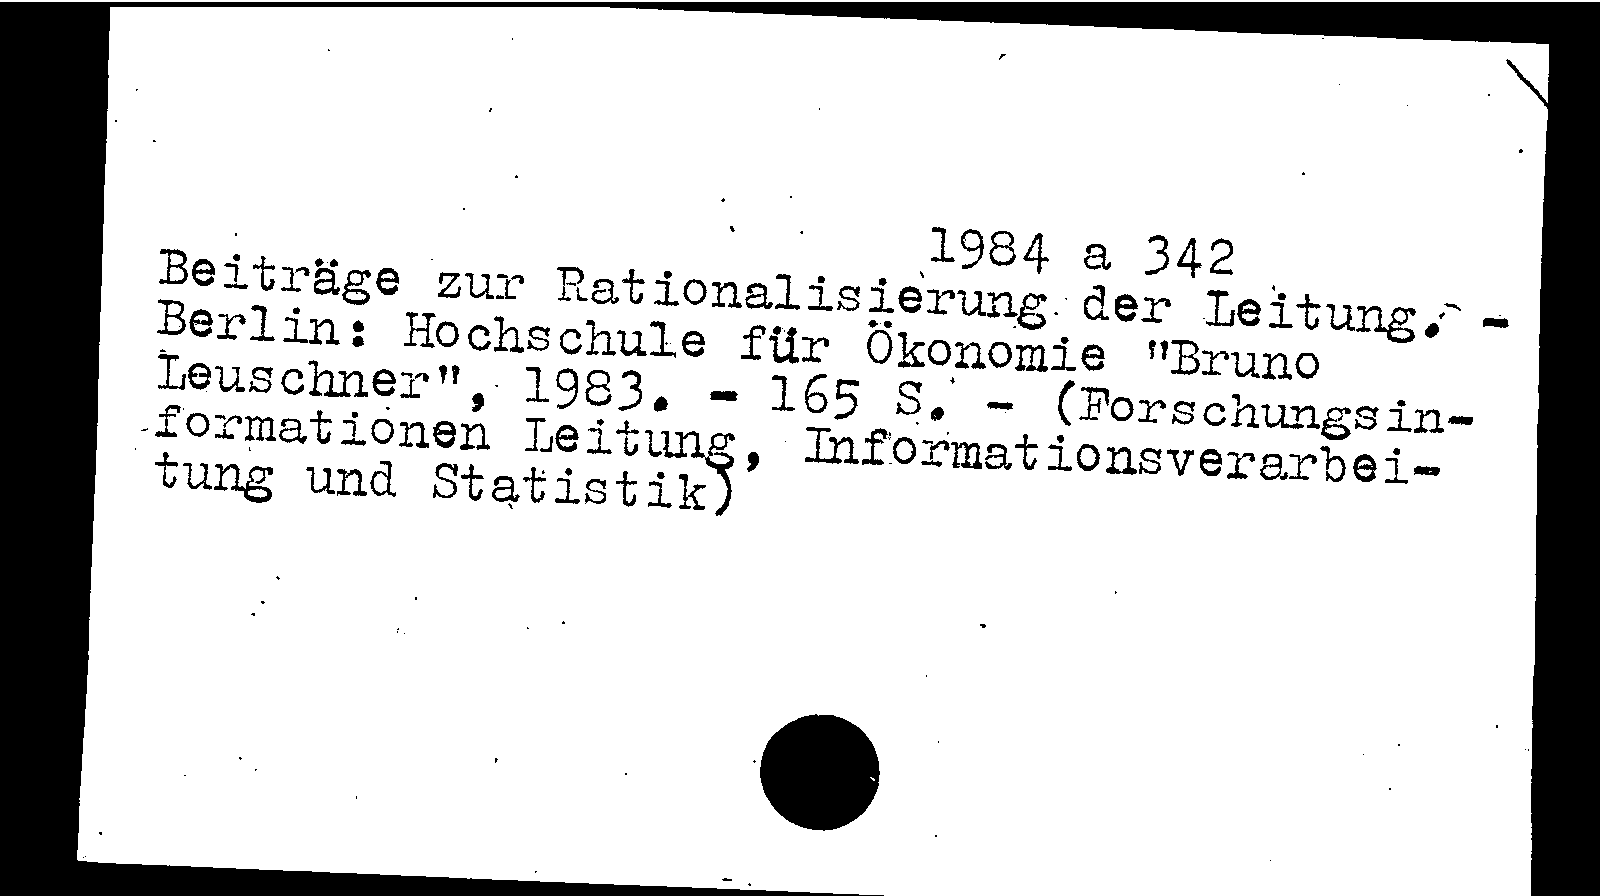 1984 a 342
Beiträge zur Rationalisierung der Leitung. -
Berlin: Hochschule für Ökonomie "Bruno
Leuschner", 1983. - 165 S. - (Forschungsin-
formationen Leitung, Informationsverarbei-
tung und Statistik)